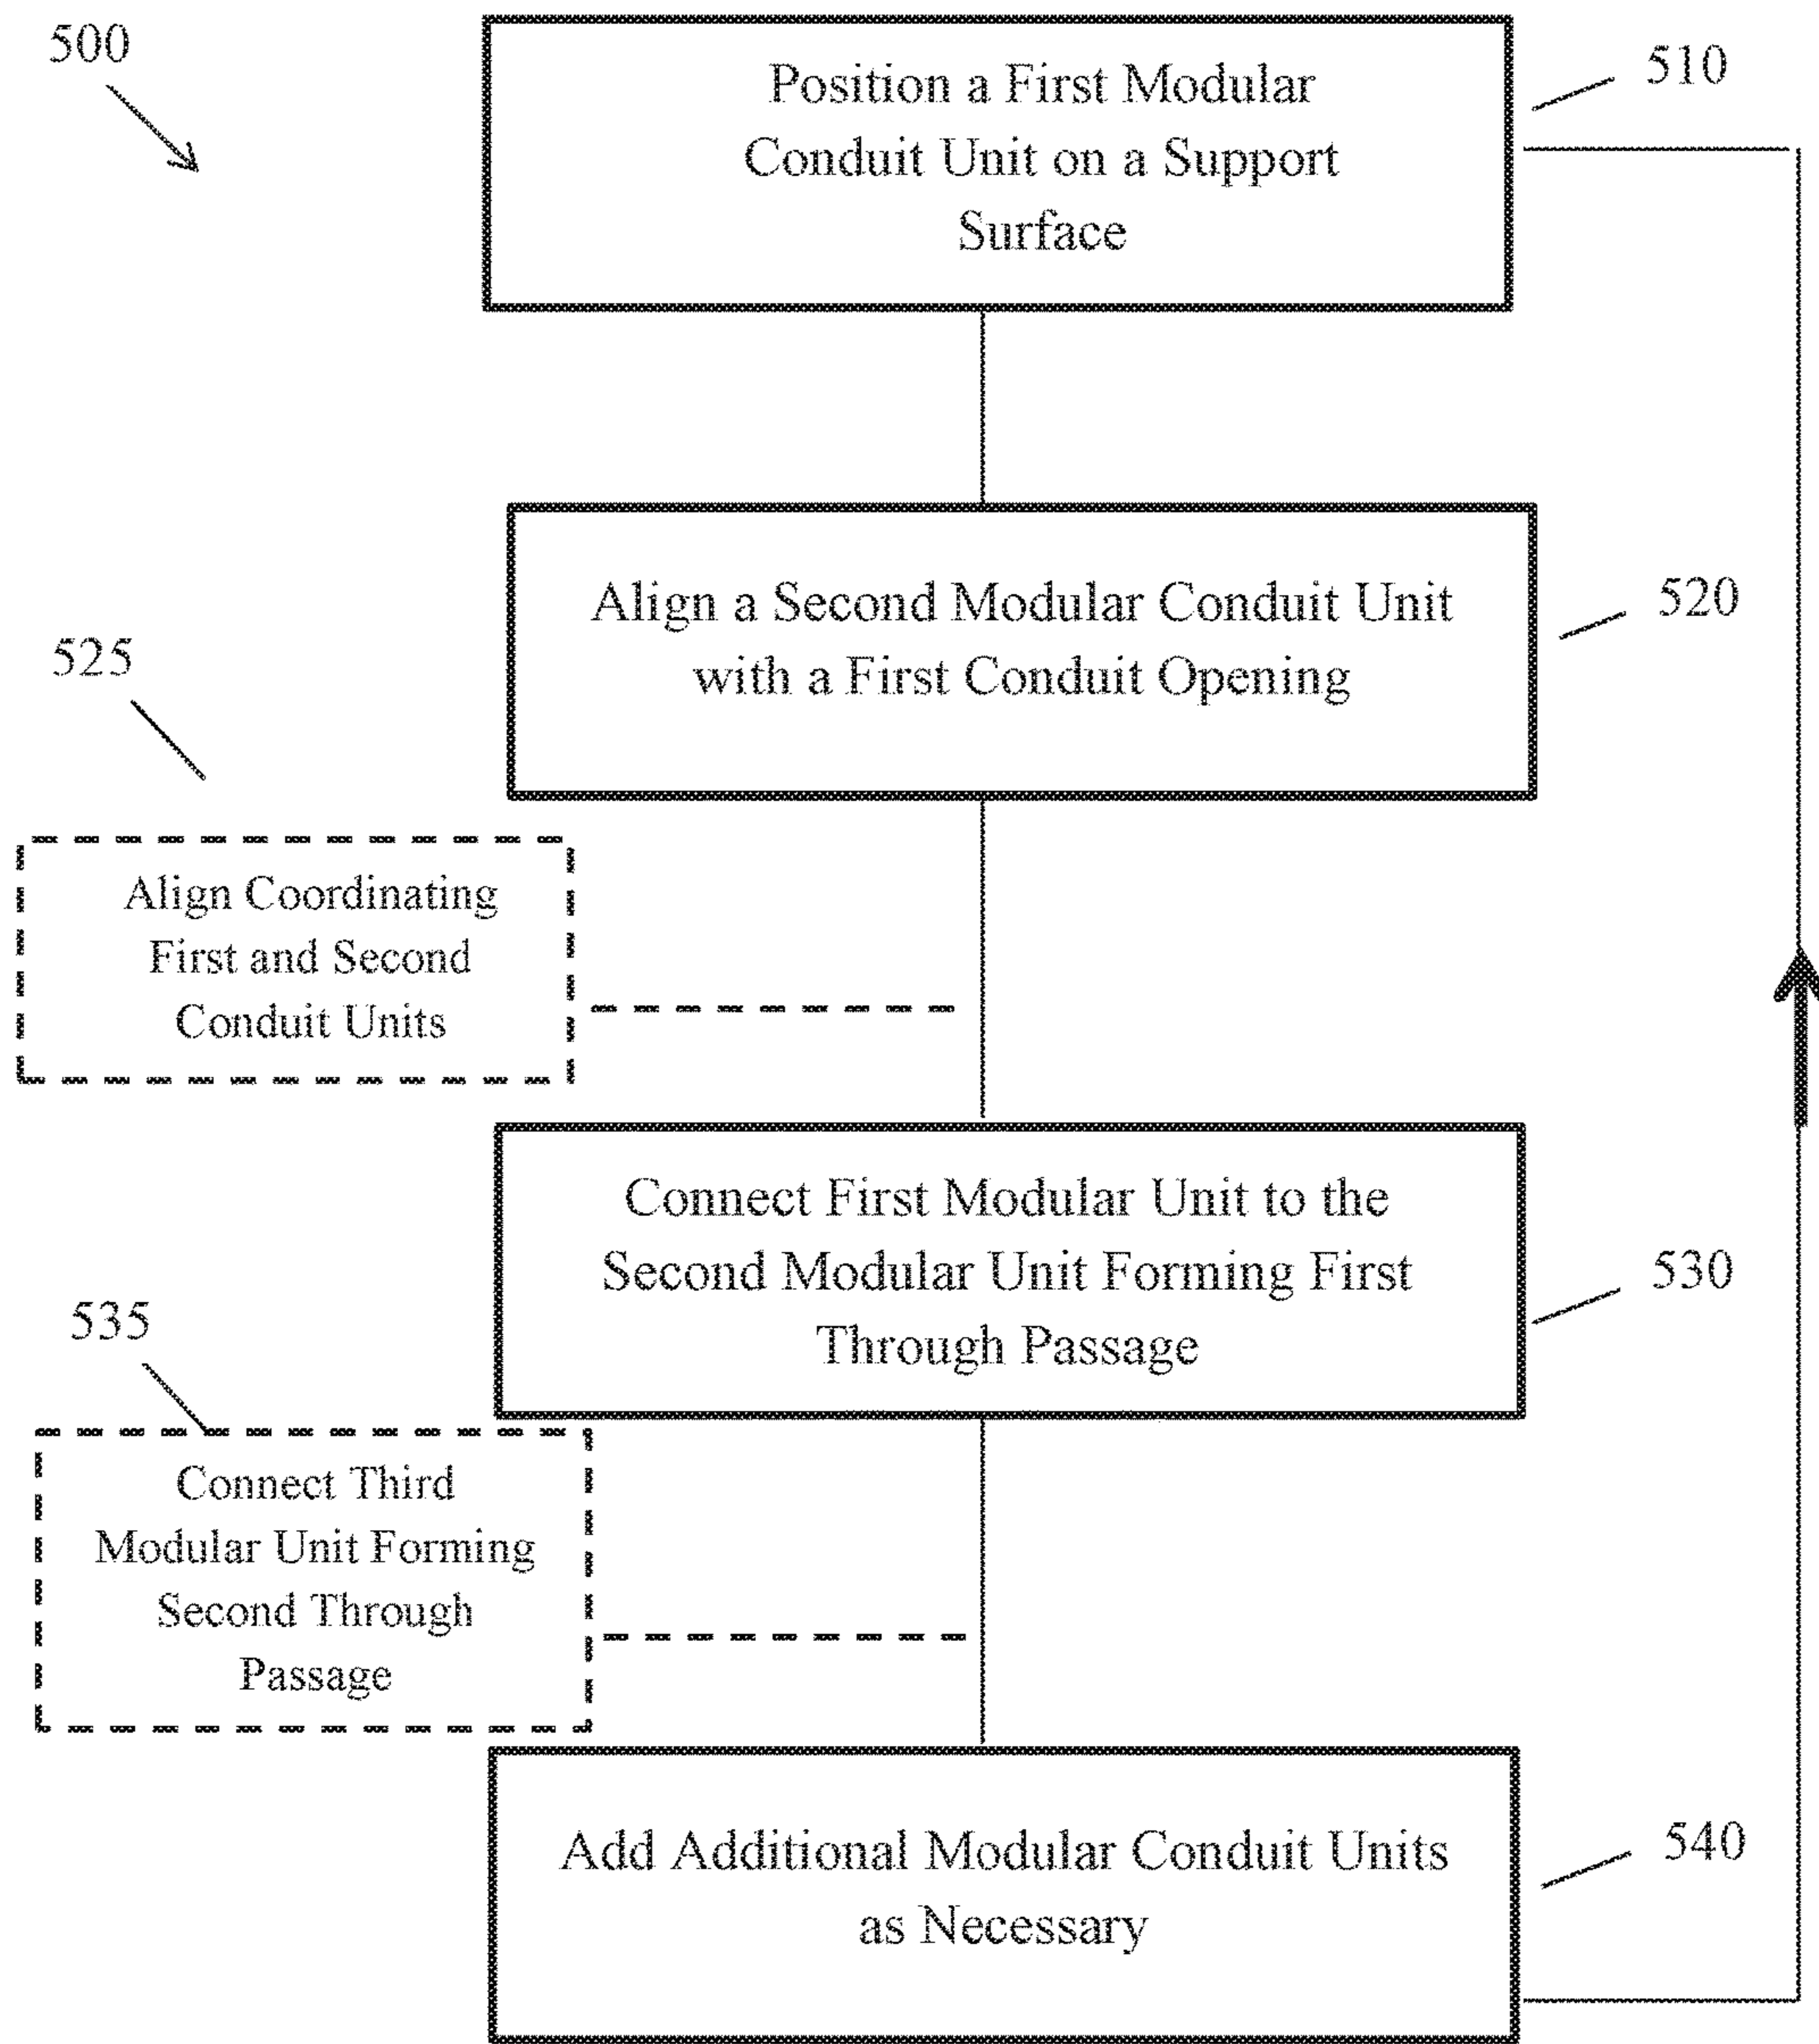 500
Position a First Modular
Conduit Unit on a Support
Surface
510
Align a Second Modular Conduit Unit
with a First Conduit Opening
520
525
Align Coordinating
First and Second
Conduit Units
Connect First Modular Unit to the
Second Modular Unit Forming First
Through Passage
530
535
Connect Third
Modular Unit Forming
Second Through
Passage
Add Additional Modular Conduit Units
as Necessary
540